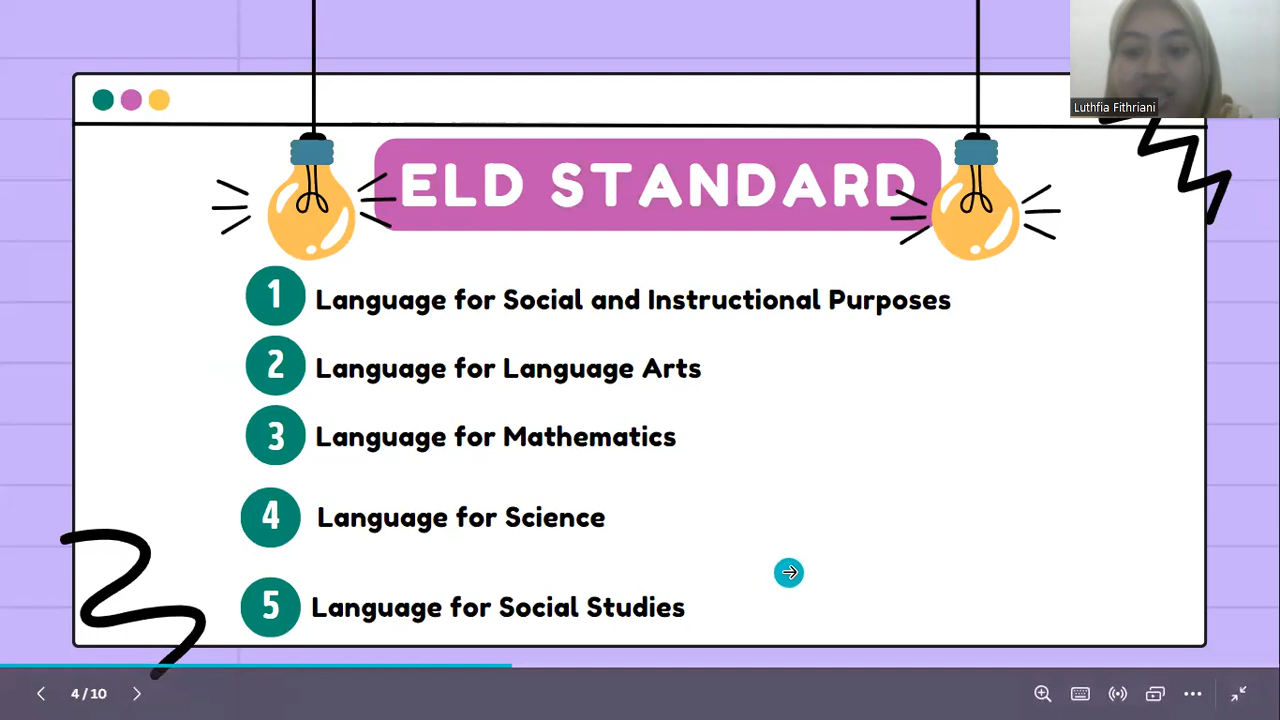 Luthfia Fithriani
ELD STANDARD
1 Language for Social and Instructional Purposes
2 Language for Language Arts
3 Language for Mathematics
4 Language for Science
5 Language for Social Studies
4 / 10